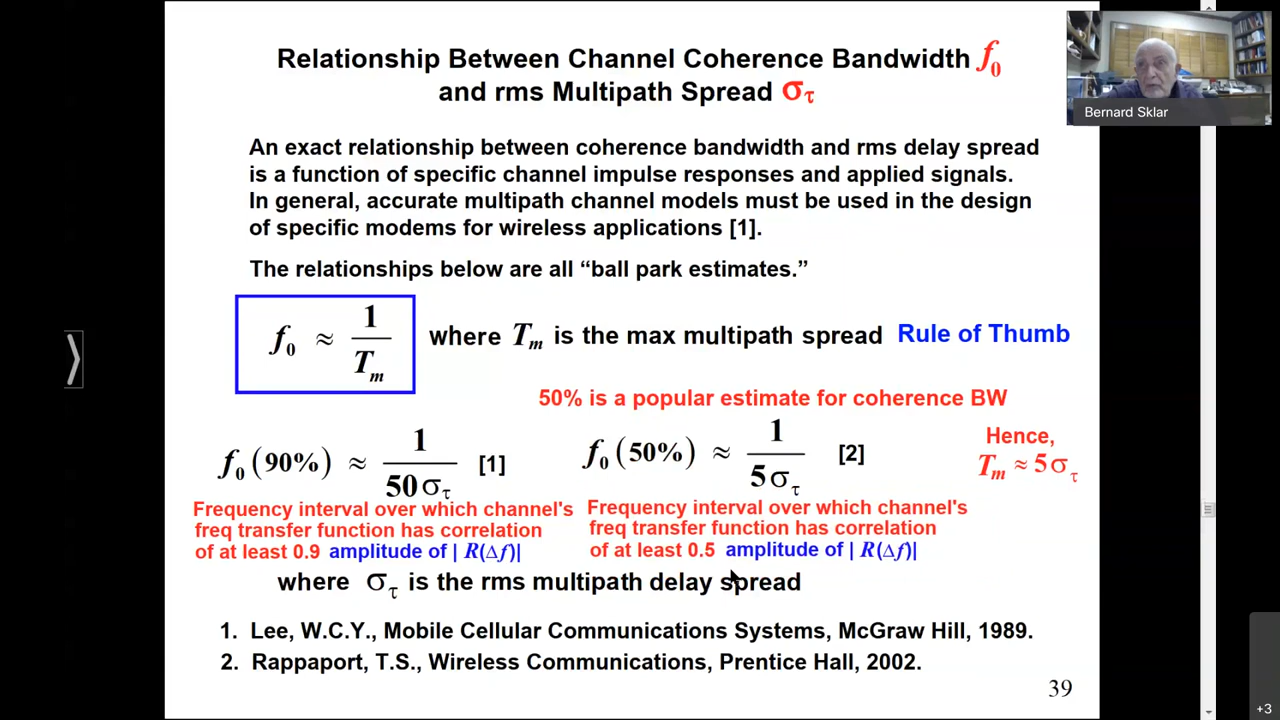 Relationship Between Channel Coherence Bandwidth f₀
and rms Multipath Spread στ
Bernard Sklar
An exact relationship between coherence bandwidth and rms delay spread
is a function of specific channel impulse responses and applied signals.
In general, accurate multipath channel models must be used in the design
of specific modems for wireless applications [1].
The relationships below are all “ball park estimates.”
f₀ ≈ 1/Tₘ where Tₘ is the max multipath spread Rule of Thumb
50% is a popular estimate for coherence BW
f₀ (90%) ≈ 1/50στ [1]
f₀ (50%) ≈ 1/5στ [2]
Hence,
Tₘ ≈ 5στ
Frequency interval over which channel's
freq transfer function has correlation
of at least 0.9 amplitude of | R(Δf)|
Frequency interval over which channel's
freq transfer function has correlation
of at least 0.5 amplitude of | R(Δf)|
where στ is the rms multipath delay spread
1. Lee, W.C.Y., Mobile Cellular Communications Systems, McGraw Hill, 1989.
2. Rappaport, T.S., Wireless Communications, Prentice Hall, 2002.
39
+3